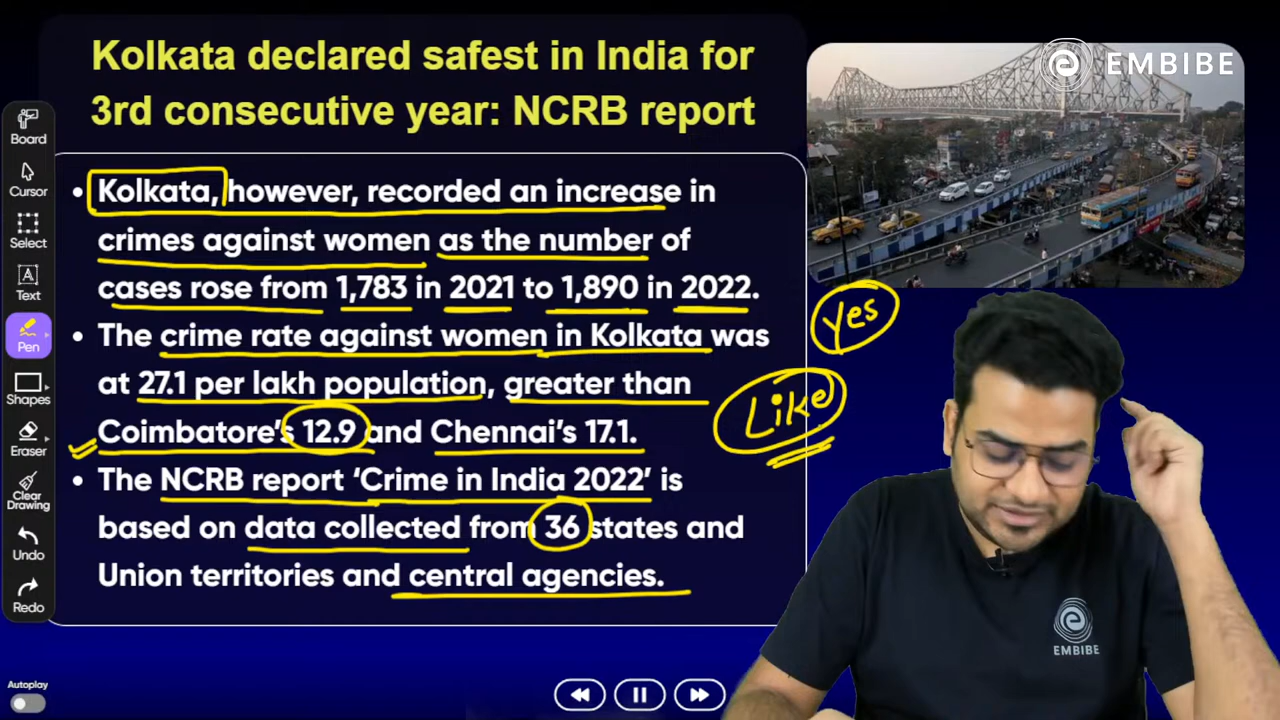 Kolkata declared safest in India for
3rd consecutive year: NCRB report
EMBIBE
Board
Cursor
Select
Text
Pen
Shapes
Eraser
Clear
Drawing
Undo
Redo
• Kolkata, however, recorded an increase in
crimes against women as the number of
cases rose from 1,783 in 2021 to 1,890 in 2022.
• The crime rate against women in Kolkata was
at 27.1 per lakh population, greater than
Coimbatore's 12.9 and Chennai's 17.1.
• The NCRB report ‘Crime in India 2022’ is
based on data collected from 36 states and
Union territories and central agencies.
Yes
Like
EMBIBE
Autoplay